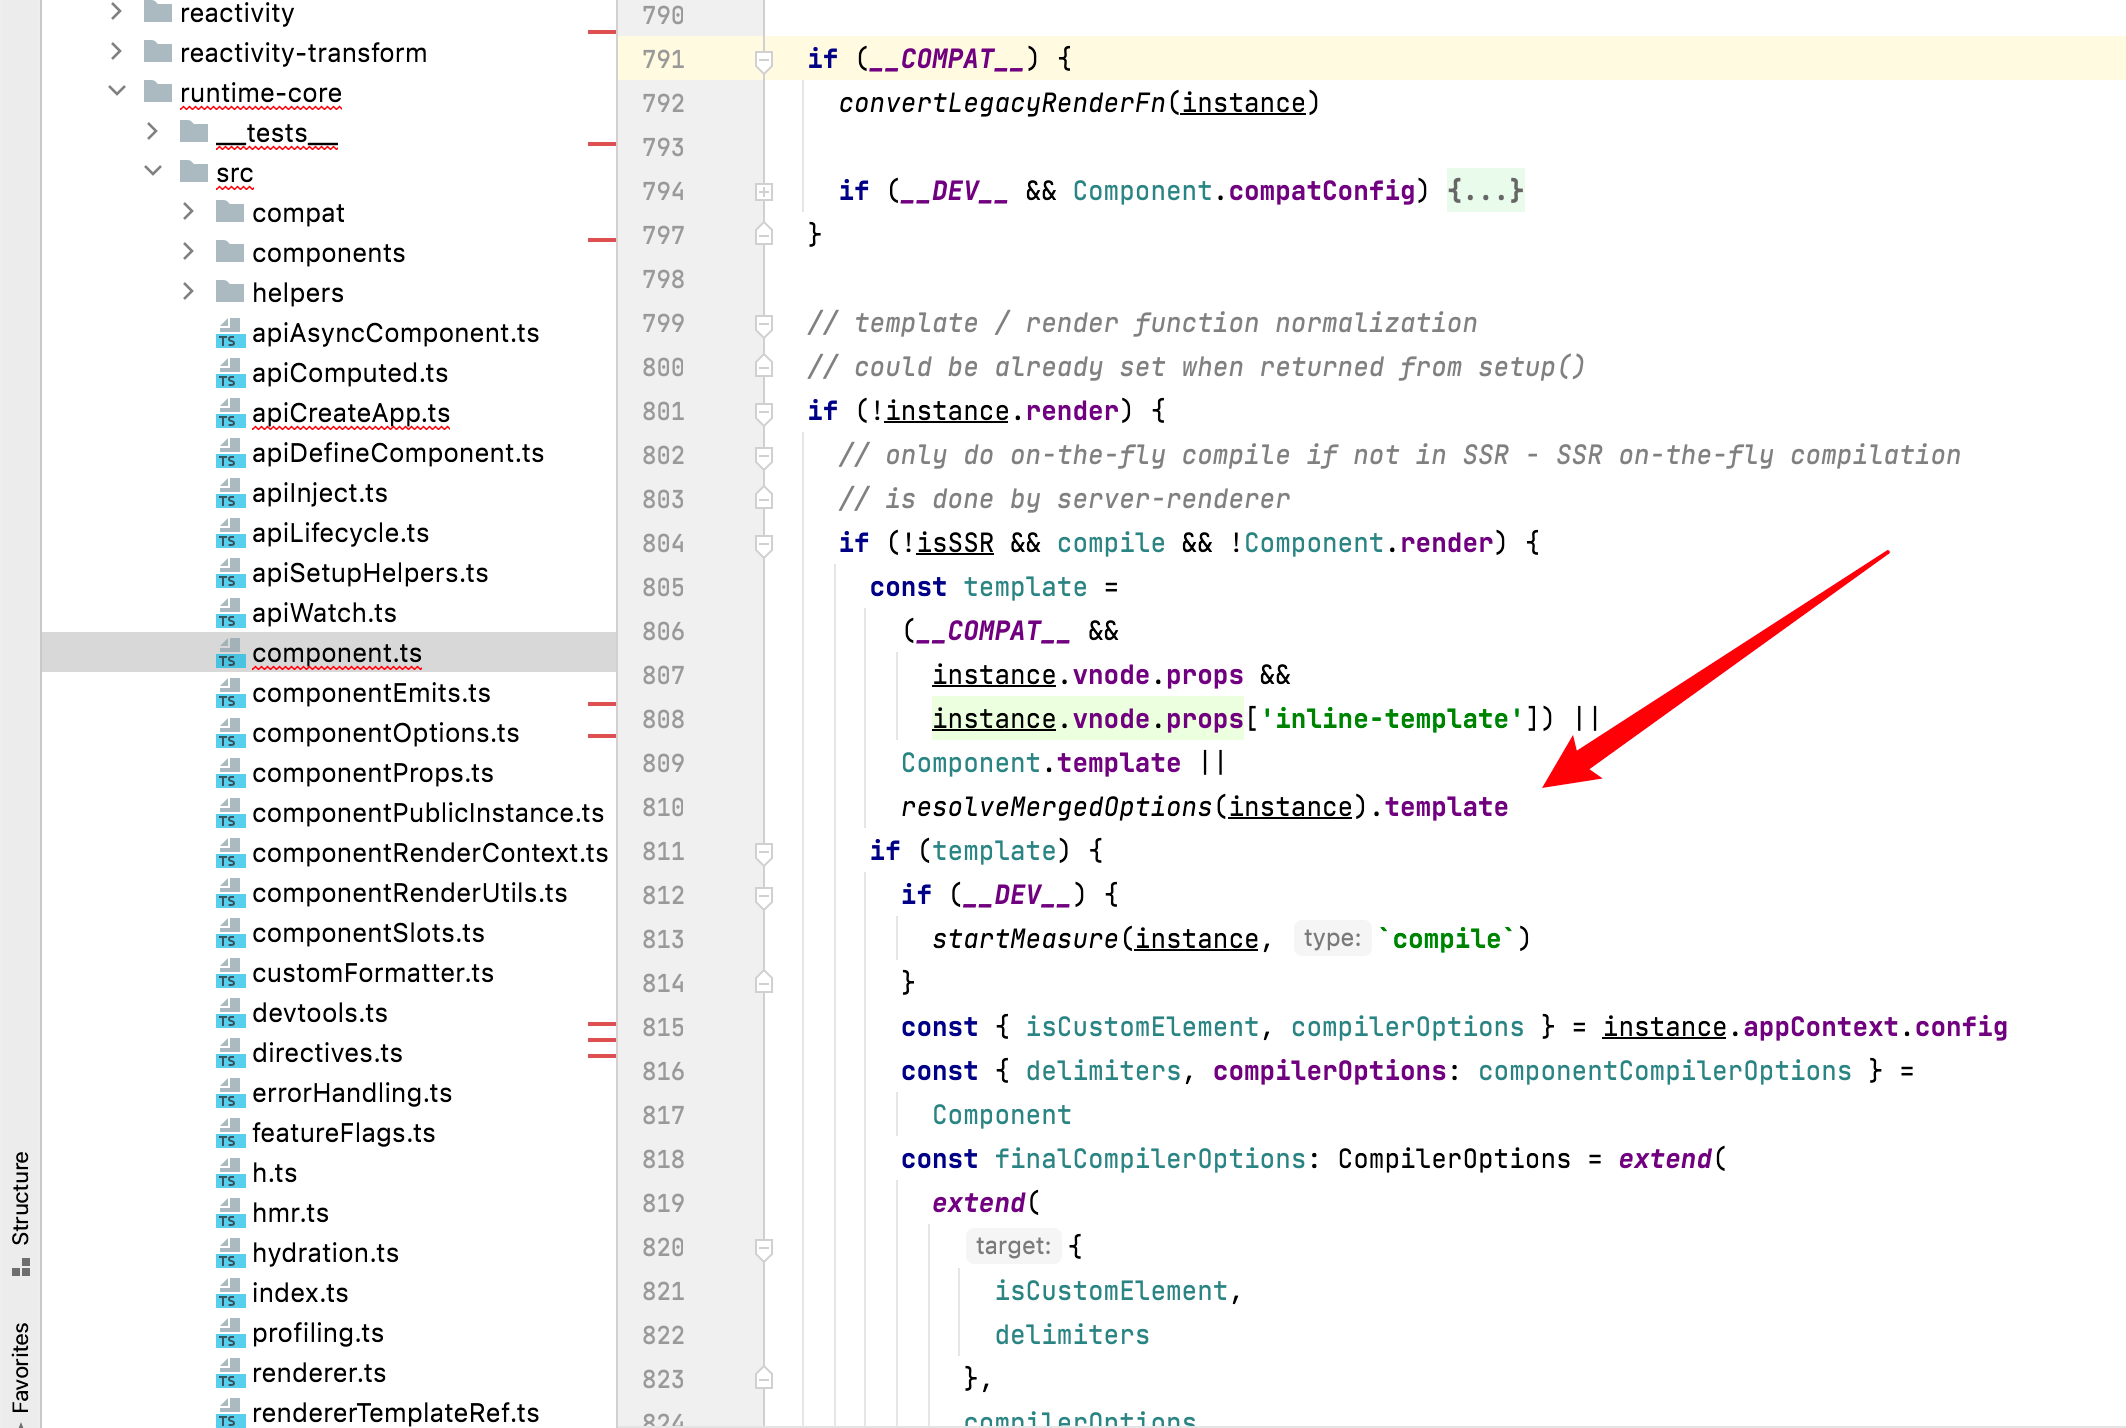 reactivity
reactivity-transform
runtime-core
__tests__
src
compat
components
helpers
TS apiAsyncComponent.ts
TS apiComputed.ts
TS apiCreateApp.ts
TS apiDefineComponent.ts
TS apiInject.ts
TS apiLifecycle.ts
TS apiSetupHelpers.ts
TS apiWatch.ts
TS component.ts
TS componentEmits.ts
TS componentOptions.ts
TS componentProps.ts
TS componentPublicInstance.ts
TS componentRenderContext.ts
TS componentRenderUtils.ts
TS componentSlots.ts
TS customFormatter.ts
TS devtools.ts
TS directives.ts
TS errorHandling.ts
TS featureFlags.ts
TS h.ts
TS hmr.ts
TS hydration.ts
TS index.ts
TS profiling.ts
TS renderer.ts
TS rendererTemplateRef.ts
Structure
Favorites
790
791 if (__COMPAT__) {
792 convertLegacyRenderFn(instance)
793
794 if (__DEV__ && Component.compatConfig) {...}
797 }
798
799 // template / render function normalization
800 // could be already set when returned from setup()
801 if (!instance.render) {
802 // only do on-the-fly compile if not in SSR - SSR on-the-fly compilation
803 // is done by server-renderer
804 if (!isSSR && compile && !Component.render) {
805 const template =
806 (__COMPAT__ &&
807 instance.vnode.props &&
808 instance.vnode.props['inline-template']) ||
809 Component.template ||
810 resolveMergedOptions(instance).template
811 if (template) {
812 if (__DEV__) {
813 startMeasure(instance, type: `compile`)
814 }
815 const { isCustomElement, compilerOptions } = instance.appContext.config
816 const { delimiters, compilerOptions: componentCompilerOptions } =
817 Component
818 const finalCompilerOptions: CompilerOptions = extend(
819 extend(
820 target: {
821 isCustomElement,
822 delimiters
823 },
824 compilerOptions